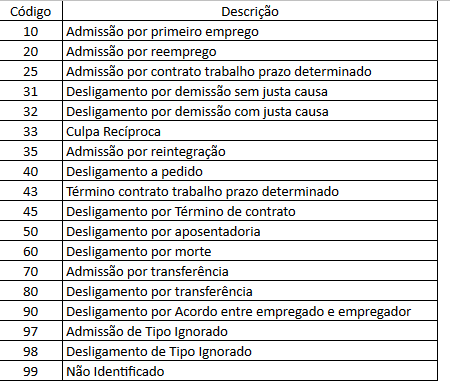 Código Descrição
10 Admissão por primeiro emprego
20 Admissão por reemprego
25 Admissão por contrato trabalho prazo determinado
31 Desligamento por demissão sem justa causa
32 Desligamento por demissão com justa causa
33 Culpa Recíproca
35 Admissão por reintegração
40 Desligamento a pedido
43 Término contrato trabalho prazo determinado
45 Desligamento por Término de contrato
50 Desligamento por aposentadoria
60 Desligamento por morte
70 Admissão por transferência
80 Desligamento por transferência
90 Desligamento por Acordo entre empregado e empregador
97 Admissão de Tipo Ignorado
98 Desligamento de Tipo Ignorado
99 Não Identificado